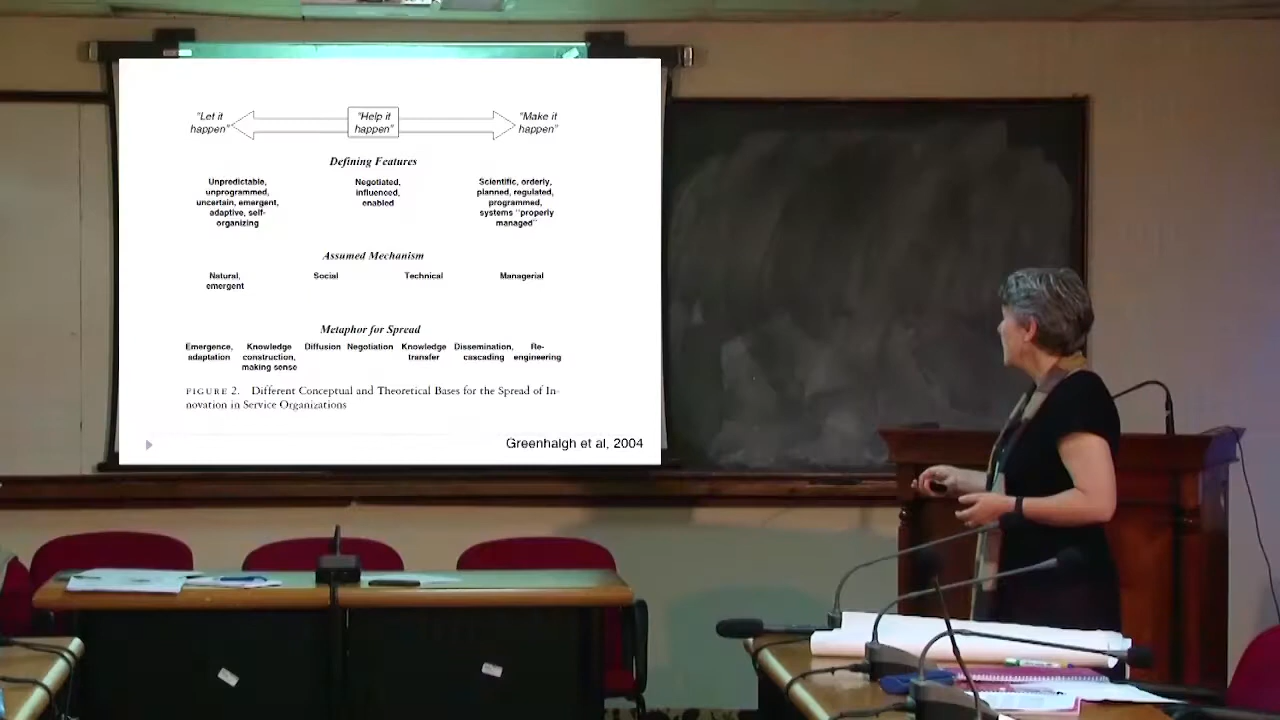 "Let it
happen"
"Help it
happen"
"Make it
happen"
Defining Features
Unpredictable,
unprogrammed,
uncertain, emergent,
adaptive, self-
organizing
Negotiated,
influenced,
enabled
Scientific, orderly,
planned, regulated,
programmed,
systems "properly
managed"
Assumed Mechanism
Natural,
emergent
Social
Technical
Managerial
Metaphor for Spread
Emergence,
adaptation
Knowledge
construction,
making sense
Diffusion
Negotiation
Knowledge
transfer
Dissemination,
cascading
Re-
engineering
FIGURE 2. Different Conceptual and Theoretical Bases for the Spread of In-
novation in Service Organizations
Greenhalgh et al, 2004